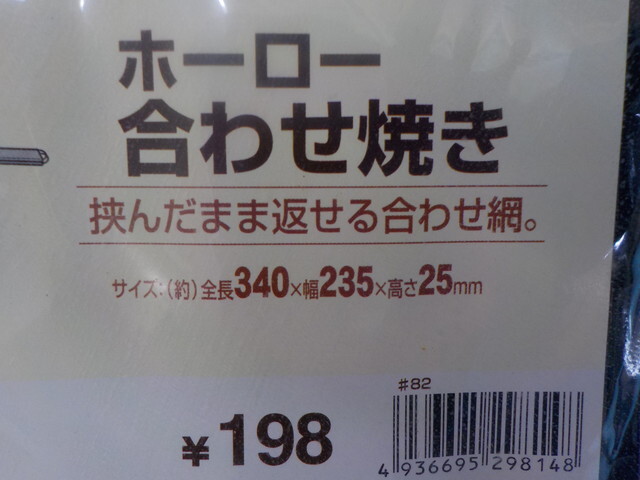 ホーロー
合わせ焼き
挟んだまま返せる合わせ網。
サイズ:(約)全長340×幅235×高さ25mm
#82
¥198
4 936695 298148